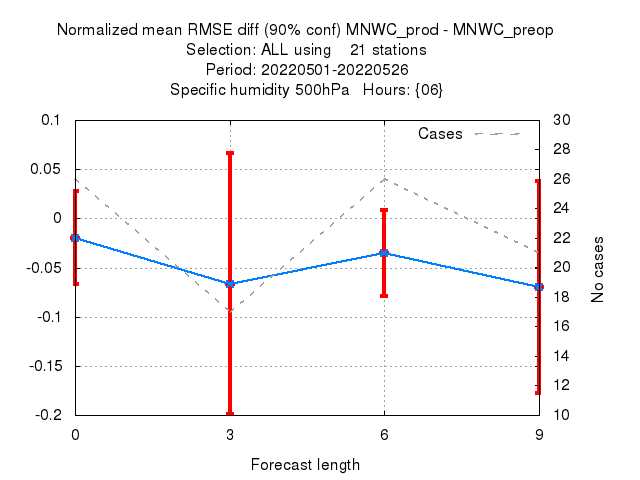 Normalized mean RMSE diff (90% conf) MNWC_prod - MNWC_preop
Selection: ALL using    21 stations
Period: 20220501-20220526
Specific humidity 500hPa   Hours: {06}
Cases
0.1
0.05
0
-0.05
-0.1
-0.15
-0.2
30
28
26
24
22
20
18
16
14
12
10
No cases
0 3 6 9
Forecast length